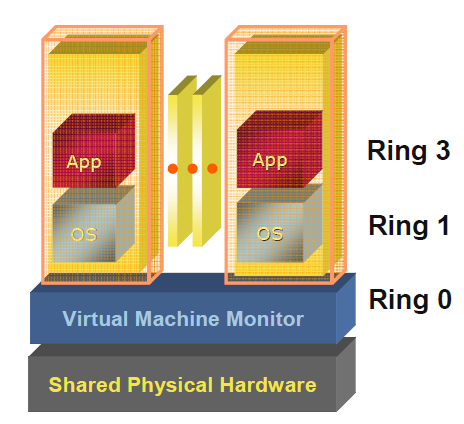 App
App
Ring 3
OS
OS
Ring 1
Ring 0
Virtual Machine Monitor
Shared Physical Hardware